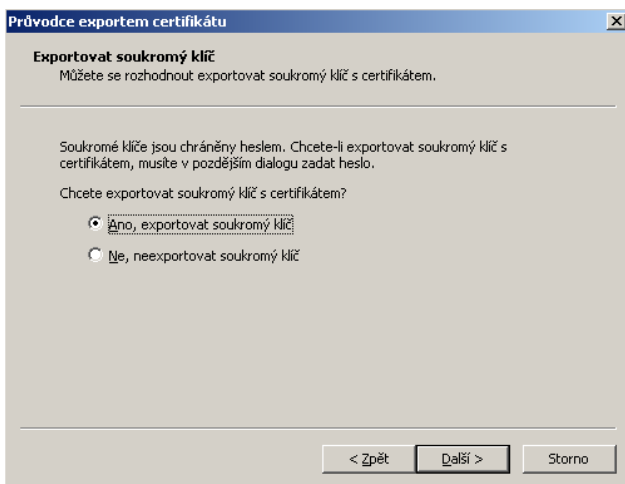 Průvodce exportem certifikátu
Exportovat soukromý klíč
Můžete se rozhodnout exportovat soukromý klíč s certifikátem.
Soukromé klíče jsou chráněny heslem. Chcete-li exportovat soukromý klíč s
certifikátem, musíte v pozdějším dialogu zadat heslo.
Chcete exportovat soukromý klíč s certifikátem?
Ano, exportovat soukromý klíč
Ne, neexportovat soukromý klíč
< Zpět Další > Storno